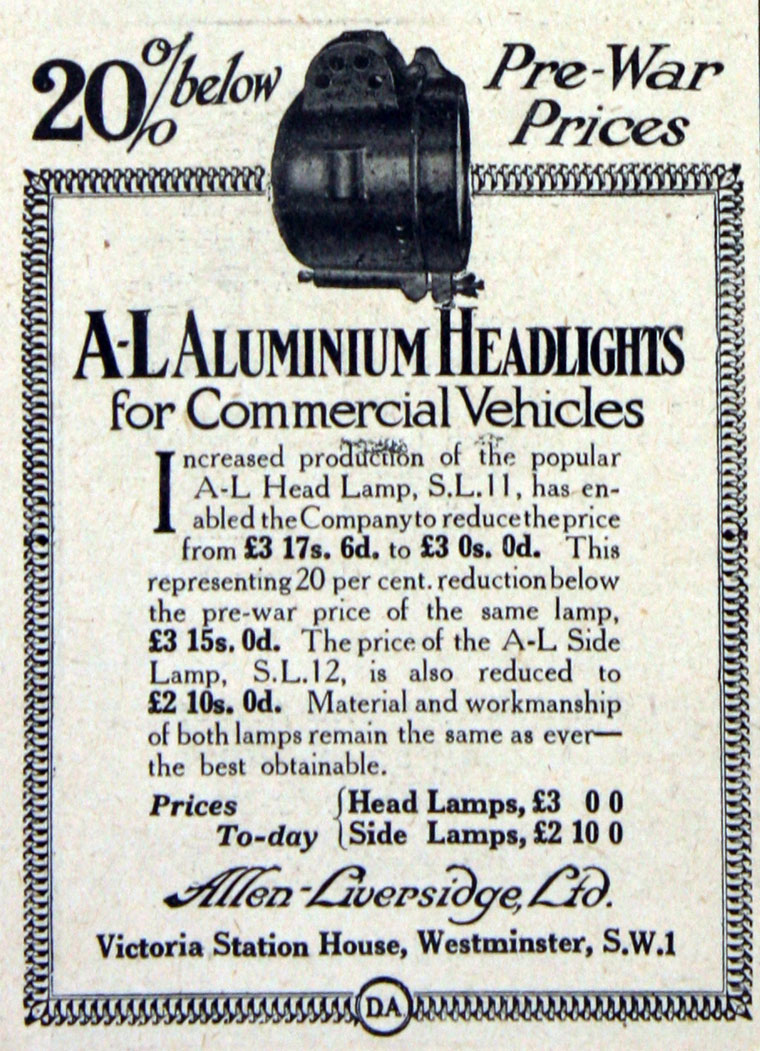 20% below Pre-War
Prices
A-L ALUMINIUM HEADLIGHTS
for Commercial Vehicles
Increased production of the popular
A-L Head Lamp, S.L.11, has en-
abled the Company to reduce the price
from £3 17s. 6d. to £3 0s. 0d. This
representing 20 per cent. reduction below
the pre-war price of the same lamp,
£3 15s. 0d. The price of the A-L Side
Lamp, S.L.12, is also reduced to
£2 10s. 0d. Material and workmanship
of both lamps remain the same as ever—
the best obtainable.
Prices {Head Lamps, £3 0 0
To-day {Side Lamps, £2 10 0
Allen-Liversidge, Ltd.
Victoria Station House, Westminster, S.W.1
D.A.